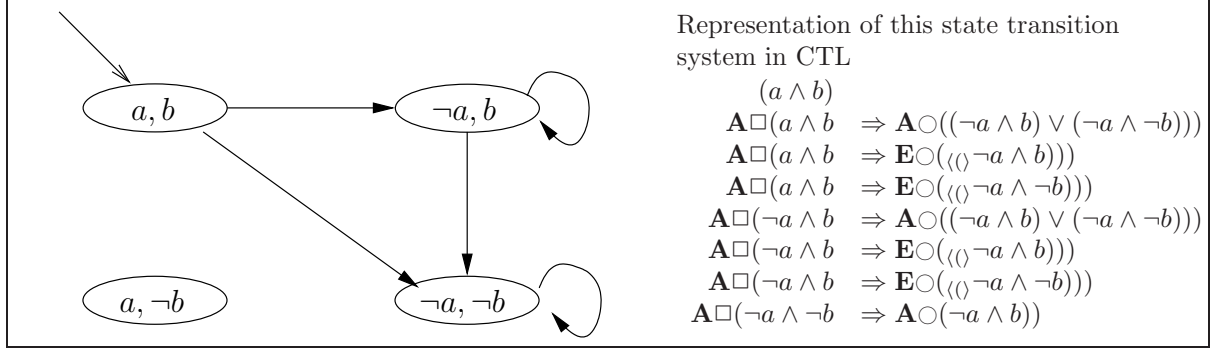 a, b
¬a, b
a, ¬b
¬a, ¬b
Representation of this state transition
system in CTL
(a ∧ b)
A□(a ∧ b ⇒ A○((¬a ∧ b) ∨ (¬a ∧ ¬b)))
A□(a ∧ b ⇒ E○(⟨(⟩¬a ∧ b)))
A□(a ∧ b ⇒ E○(⟨(⟩¬a ∧ ¬b)))
A□(¬a ∧ b ⇒ A○((¬a ∧ b) ∨ (¬a ∧ ¬b)))
A□(¬a ∧ b ⇒ E○(⟨(⟩¬a ∧ b)))
A□(¬a ∧ b ⇒ E○(⟨(⟩¬a ∧ ¬b)))
A□(¬a ∧ ¬b ⇒ A○(¬a ∧ b))